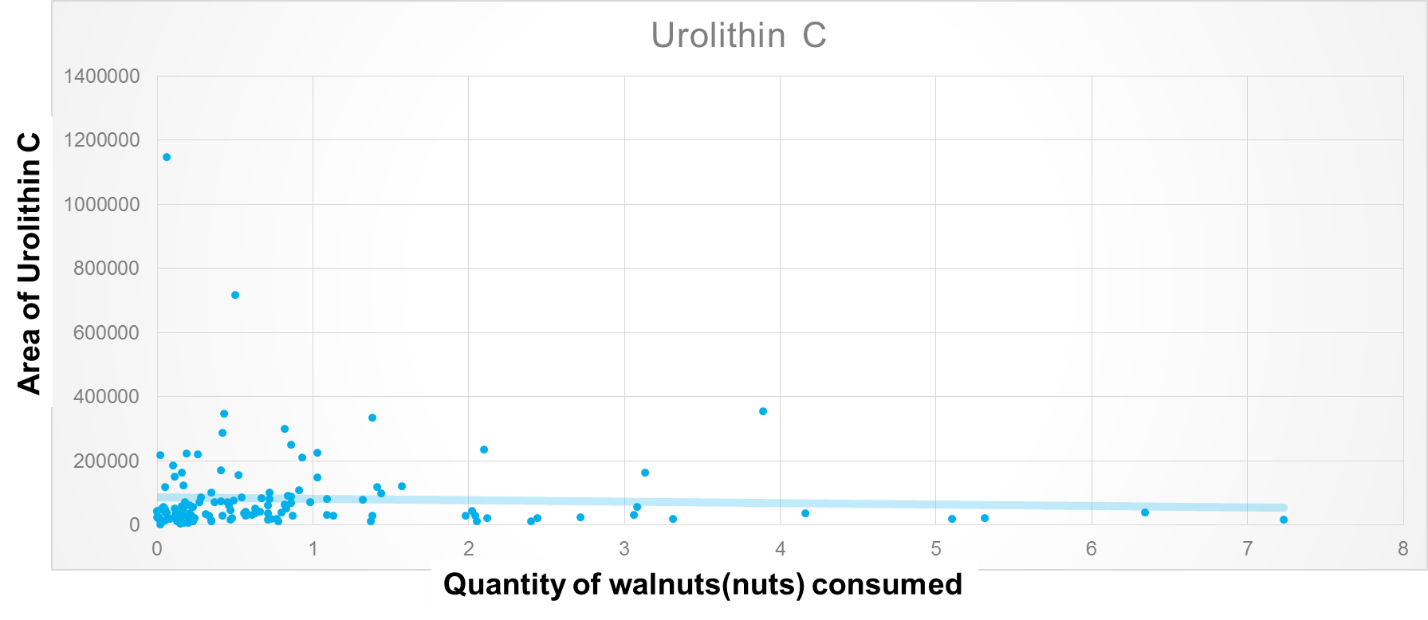 Urolithin C
1400000
1200000
1000000
800000
600000
400000
200000
0
Area of Urolithin C
0 1 2 3 4 5 6 7 8
Quantity of walnuts(nuts) consumed